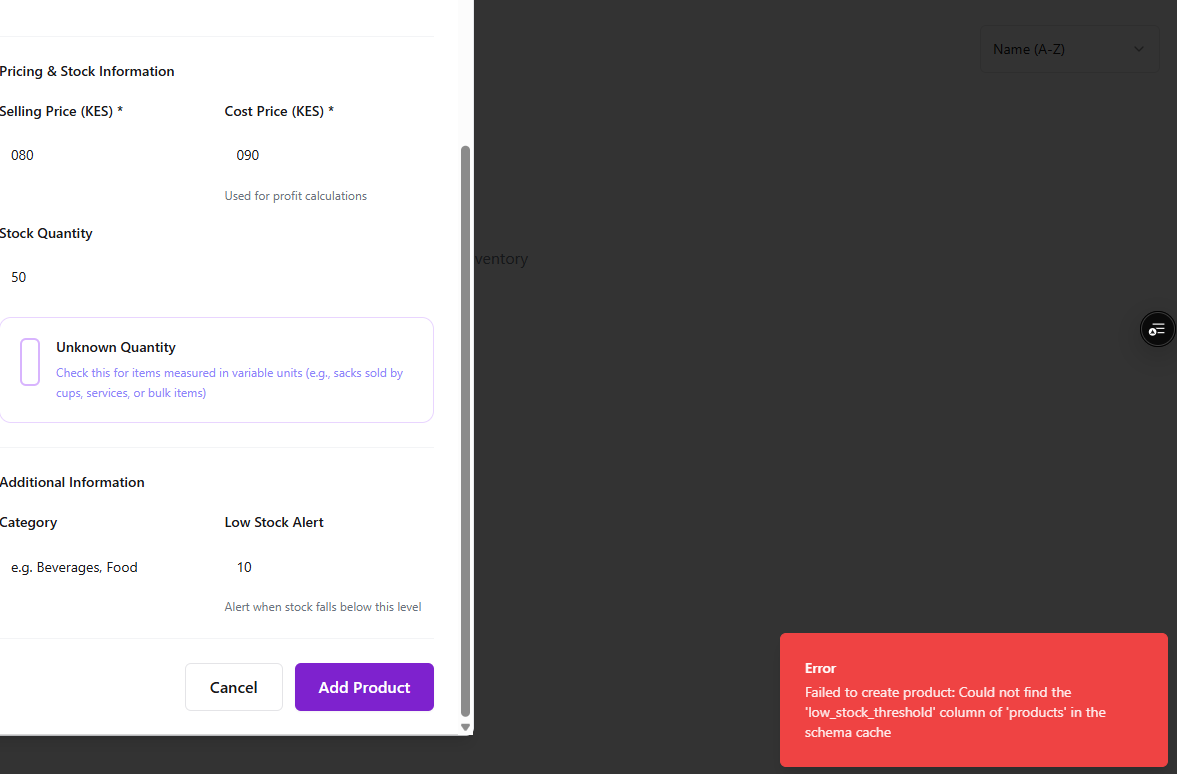 Name (A-Z)
Pricing & Stock Information
Selling Price (KES) *
Cost Price (KES) *
080
090
Used for profit calculations
Stock Quantity
ventory
50
Unknown Quantity
Check this for items measured in variable units (e.g., sacks sold by
cups, services, or bulk items)
Additional Information
Category
Low Stock Alert
e.g. Beverages, Food
10
Alert when stock falls below this level
Cancel
Add Product
Error
Failed to create product: Could not find the
'low_stock_threshold' column of 'products' in the
schema cache